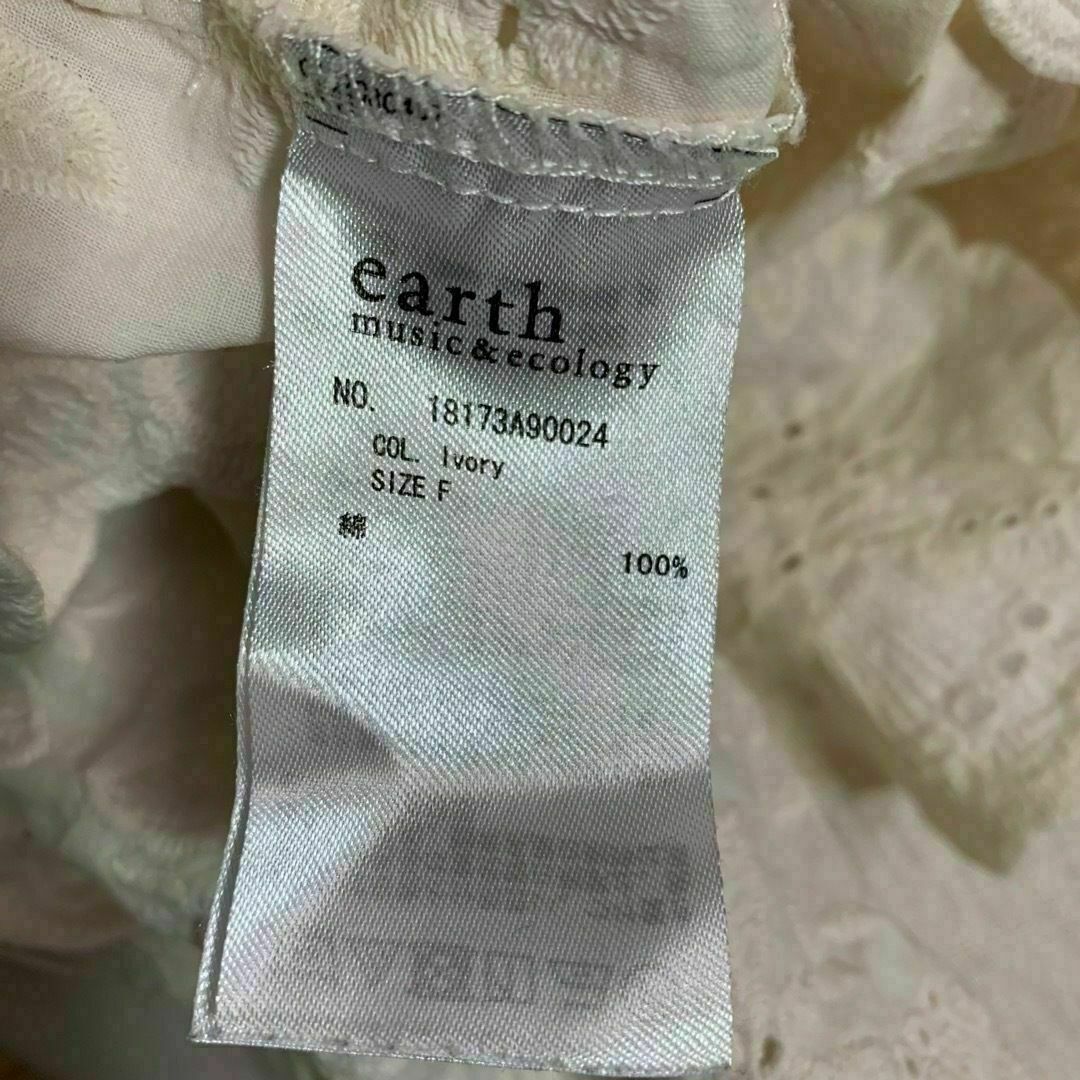 earth
music&ecology
NO. 18173A90024
COL. Ivory
SIZE F
綿 100%